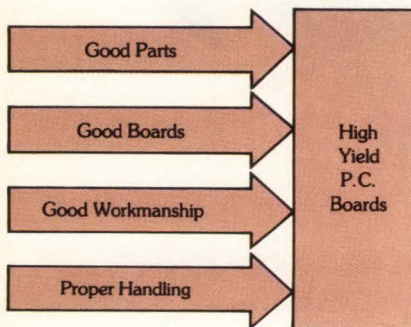 Good Parts
Good Boards
Good Workmanship
Proper Handling
High
Yield
P.C.
Boards